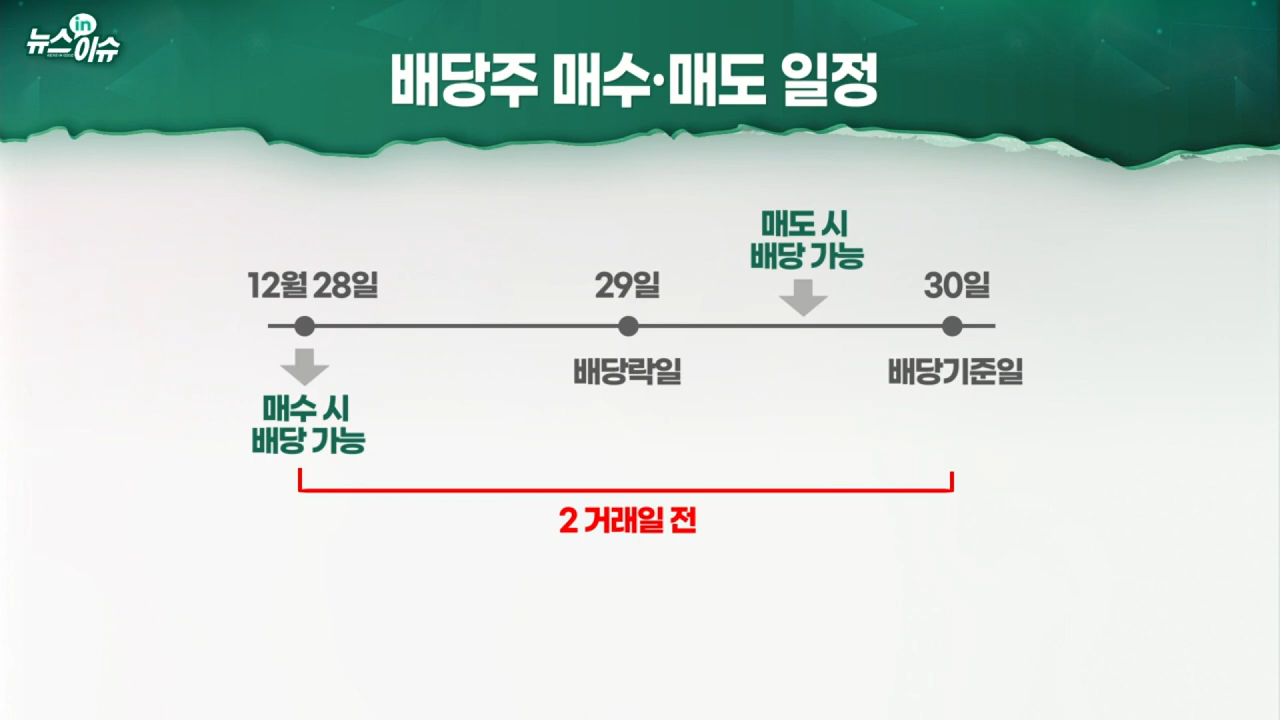 뉴스in이슈
배당주 매수·매도 일정
매도 시
배당 가능
12월 28일
29일
30일
배당락일
배당기준일
매수 시
배당 가능
2 거래일 전